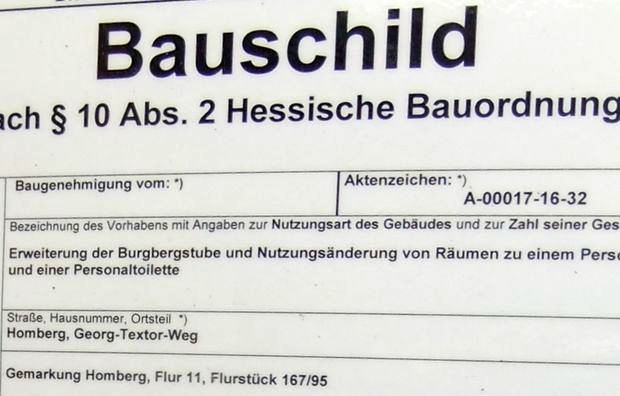 Bauschild
ach § 10 Abs. 2 Hessische Bauordnung
Baugenehmigung vom: *)
Aktenzeichen: *)
A-00017-16-32
Bezeichnung des Vorhabens mit Angaben zur Nutzungsart des Gebäudes und zur Zahl seiner Ges
Erweiterung der Burgbergstube und Nutzungsänderung von Räumen zu einem Pers
und einer Personaltoilette
Straße, Hausnummer, Ortsteil *)
Homberg, Georg-Textor-Weg
Gemarkung Homberg, Flur 11, Flurstück 167/95